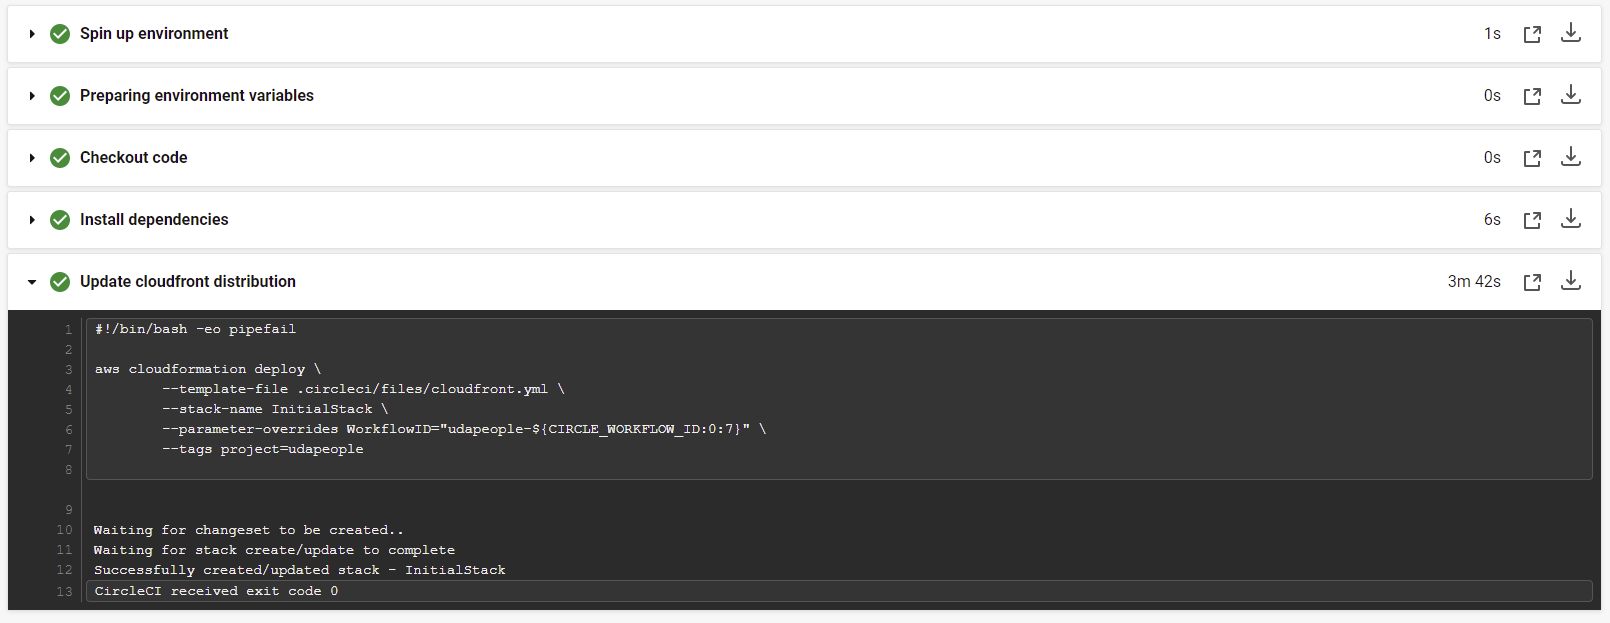 Spin up environment 1s
Preparing environment variables 0s
Checkout code 0s
Install dependencies 6s
Update cloudfront distribution 3m 42s
1 #!/bin/bash -eo pipefail
2
3 aws cloudformation deploy \
4 --template-file .circleci/files/cloudfront.yml \
5 --stack-name InitialStack \
6 --parameter-overrides WorkflowID="udapeople-${CIRCLE_WORKFLOW_ID:0:7}" \
7 --tags project=udapeople
8
9
10 Waiting for changeset to be created..
11 Waiting for stack create/update to complete
12 Successfully created/updated stack - InitialStack
13 CircleCI received exit code 0